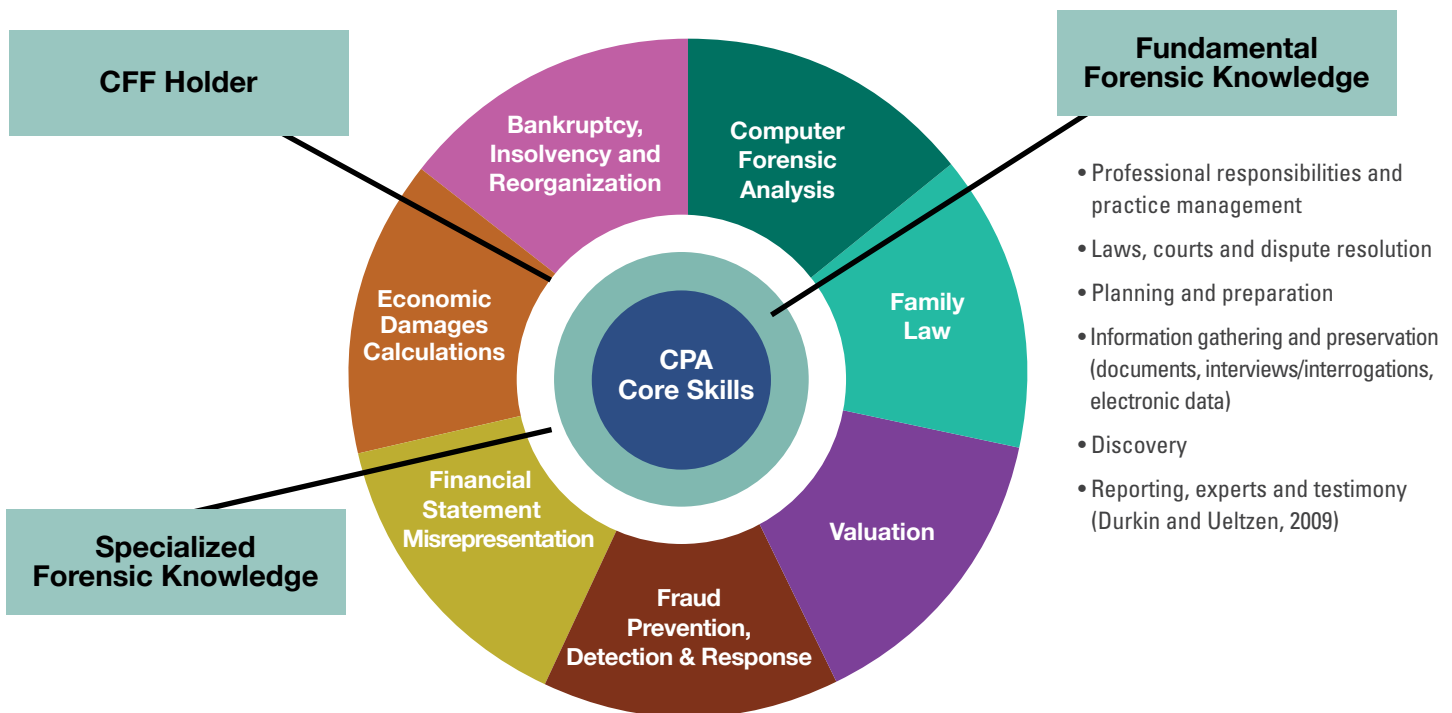 CFF Holder
Fundamental
Forensic Knowledge
Bankruptcy,
Insolvency and
Reorganization
Computer
Forensic
Analysis
• Professional responsibilities and
practice management
• Laws, courts and dispute resolution
• Planning and preparation
• Information gathering and preservation
(documents, interviews/interrogations,
electronic data)
• Discovery
• Reporting, experts and testimony
(Durkin and Ueltzen, 2009)
Economic
Damages
Calculations
Family
Law
CPA
Core Skills
Financial
Statement
Misrepresentation
Valuation
Specialized
Forensic Knowledge
Fraud
Prevention,
Detection & Response